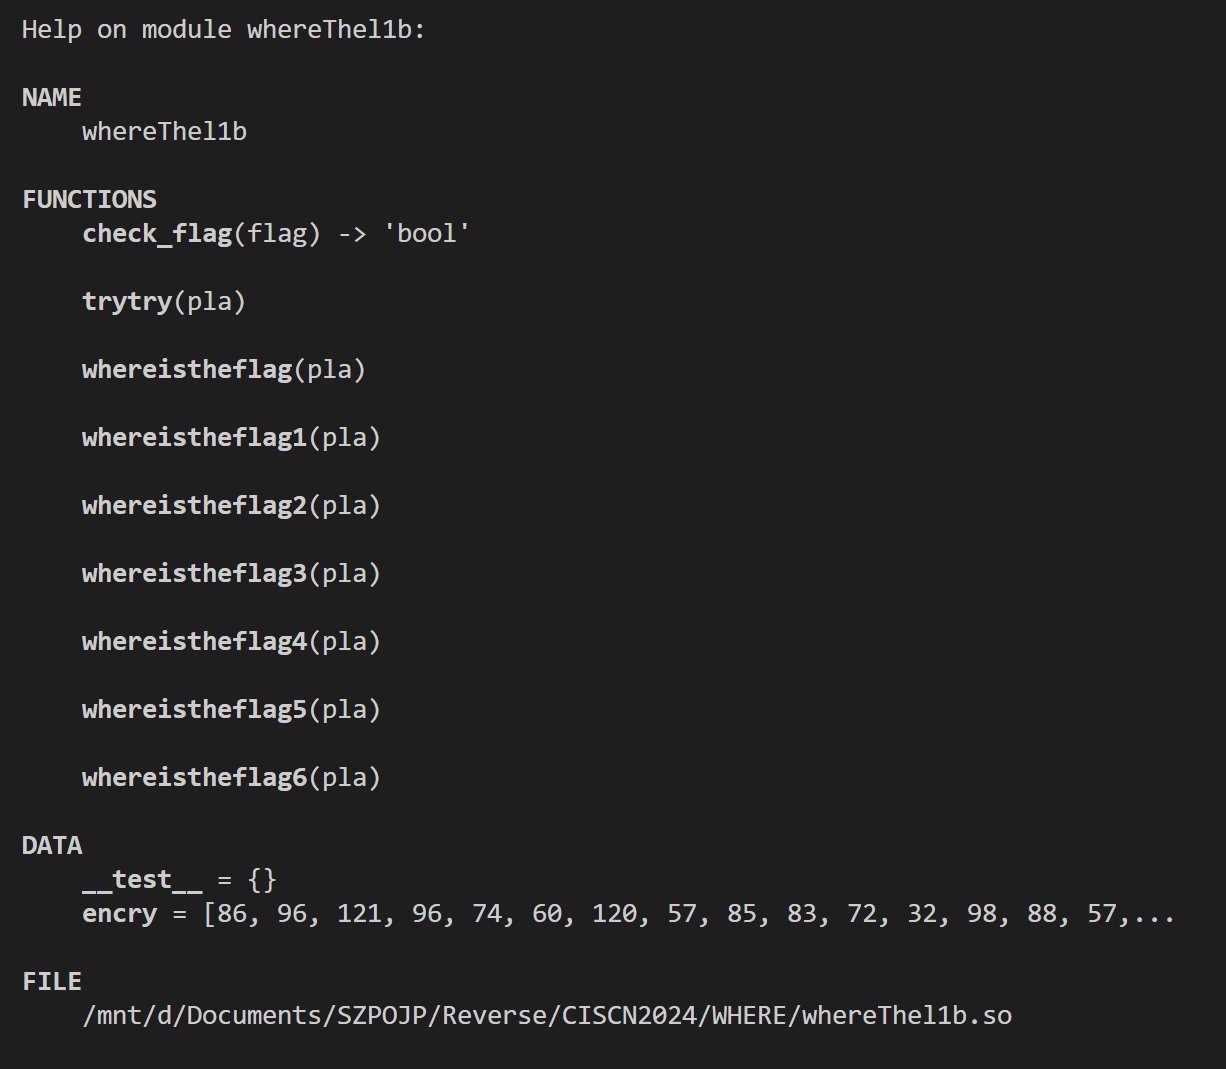 Help on module whereThel1b:
NAME
whereThel1b
FUNCTIONS
check_flag(flag) -> 'bool'
trytry(pla)
whereistheflag(pla)
whereistheflag1(pla)
whereistheflag2(pla)
whereistheflag3(pla)
whereistheflag4(pla)
whereistheflag5(pla)
whereistheflag6(pla)
DATA
__test__ = {}
encry = [86, 96, 121, 96, 74, 60, 120, 57, 85, 83, 72, 32, 98, 88, 57,...
FILE
/mnt/d/Documents/SZPOJP/Reverse/CISCN2024/WHERE/whereThel1b.so